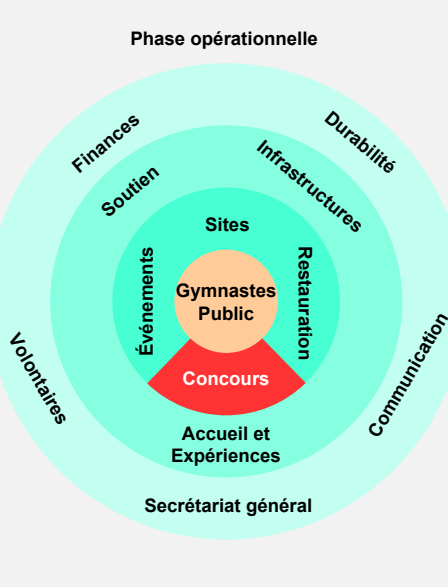 Phase opérationnelle
Finances
Durabilité
Soutien
Infrastructures
Sites
Événements
Restauration
Gymnastes
Public
Concours
Volontaires
Communication
Accueil et
Expériences
Secrétariat général